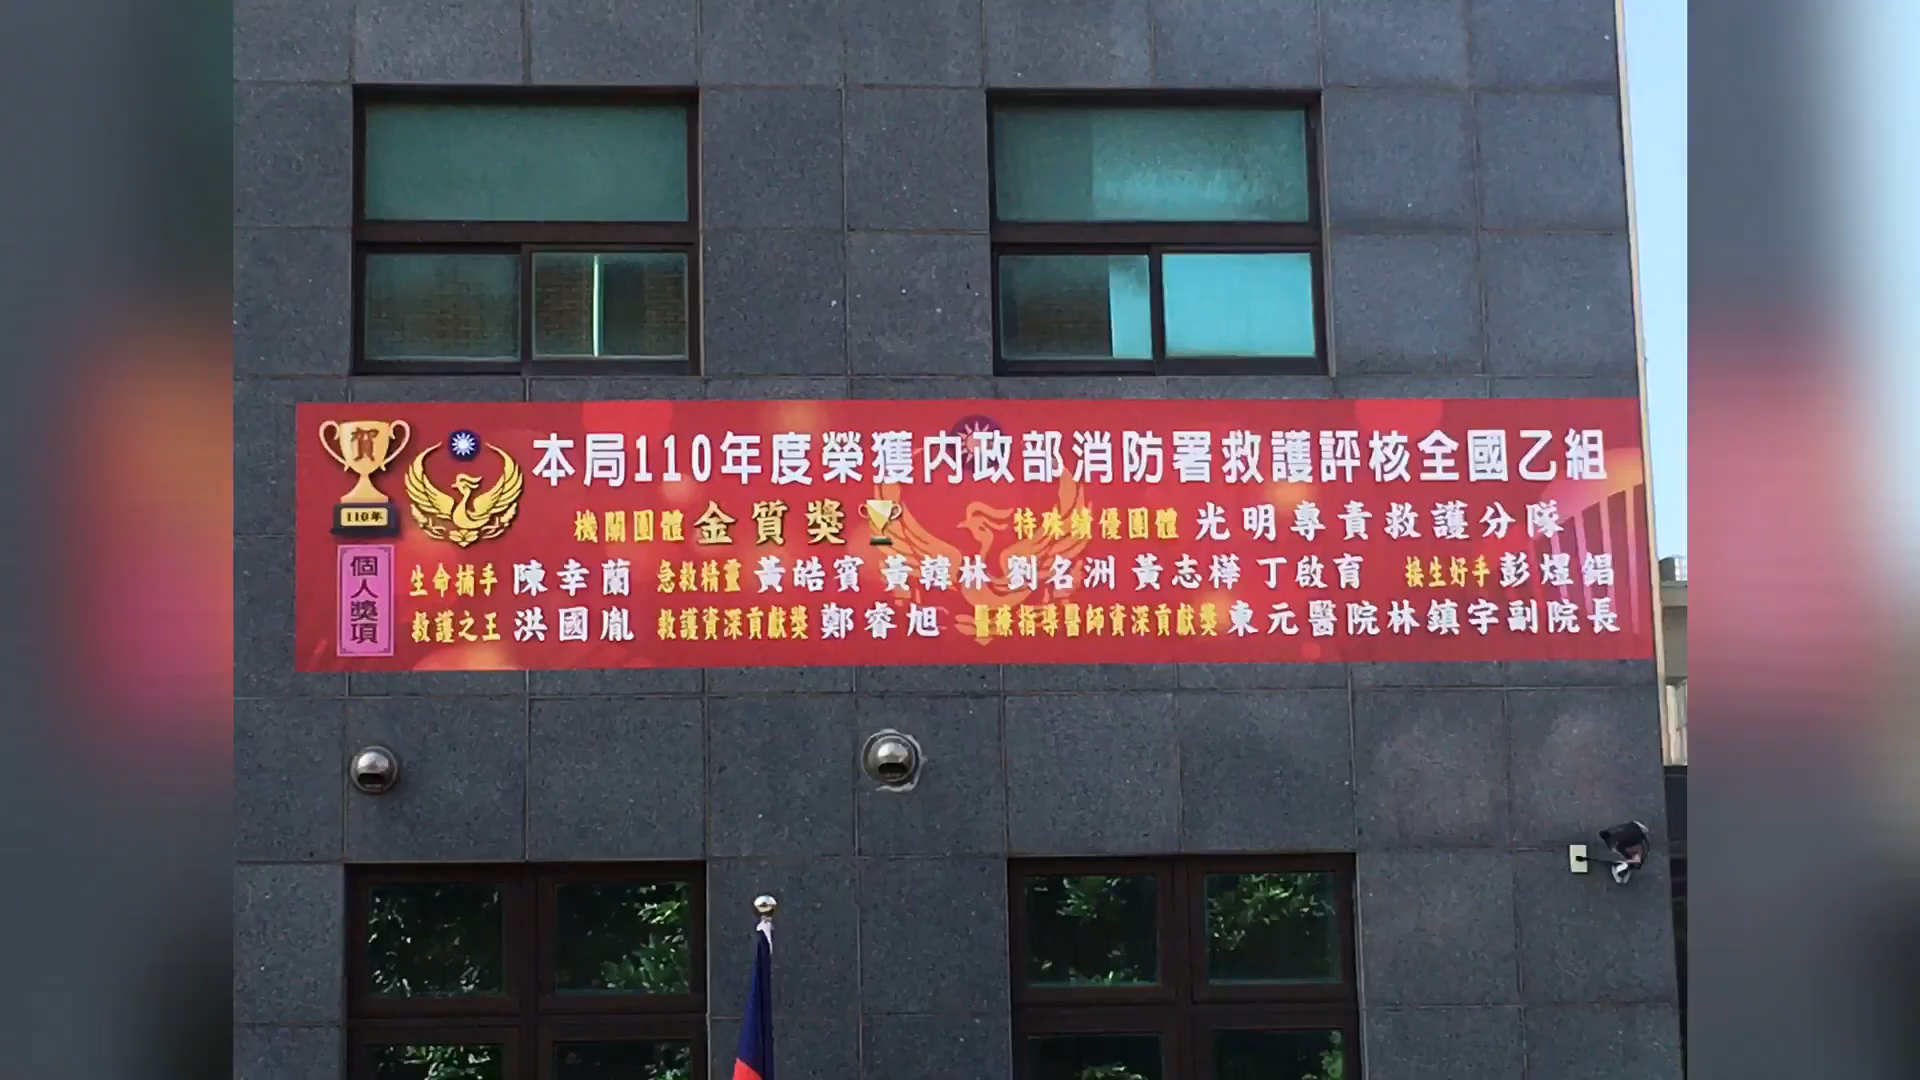 賀
110年
本局110年度榮獲內政部消防署救護評核全國乙組
機關團體 金質獎 特殊績優團體 光明專責救護分隊
個人獎項
生命捕手 陳幸蘭 急救精靈 黃皓賓 黃韓林 劉名洲 黃志樺 丁啟育 接生好手 彭煜錩
救護之王 洪國胤 救護資深貢獻獎 鄭睿旭 醫療指導醫師資深貢獻獎 東元醫院林鎮宇副院長